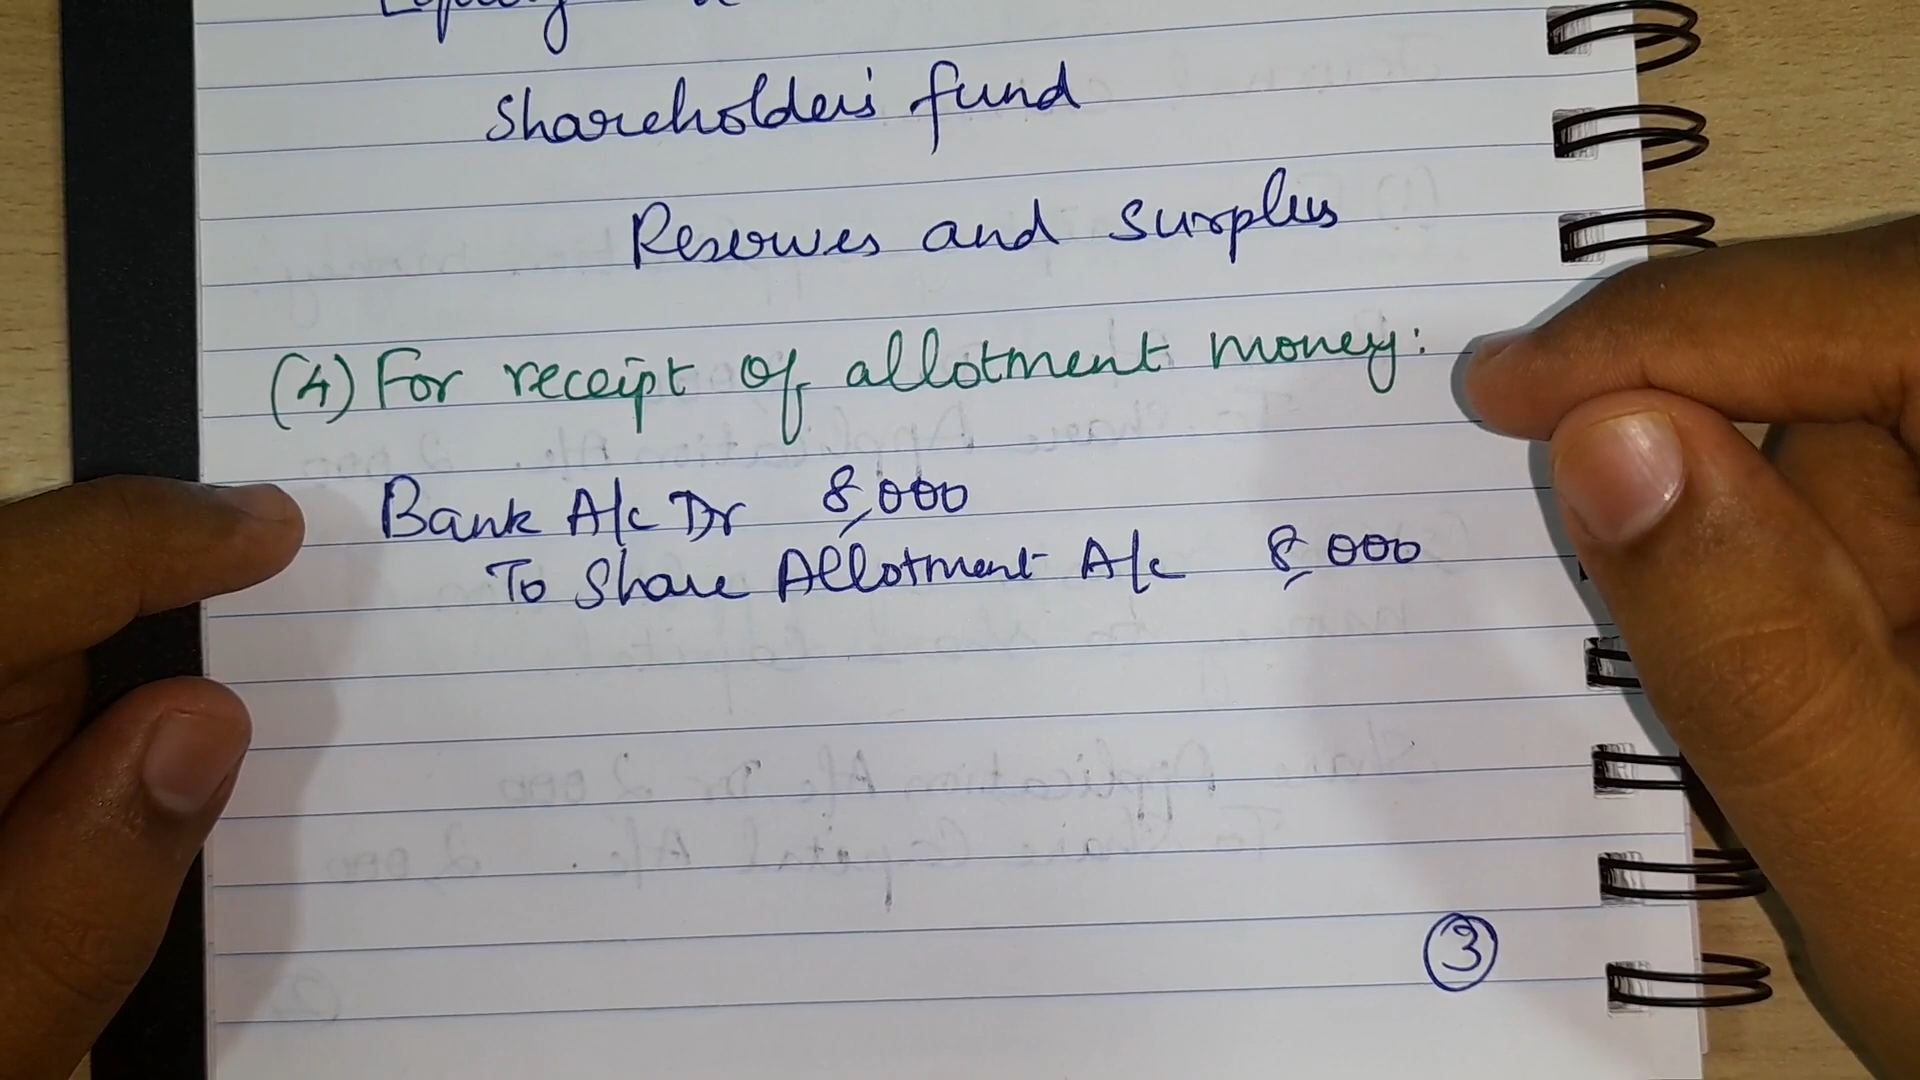 Shareholder's fund
Reserves and Surplus
(4) For receipt of allotment money:
Bank A/c Dr 8,000
To Share Allotment A/c 8,000
3